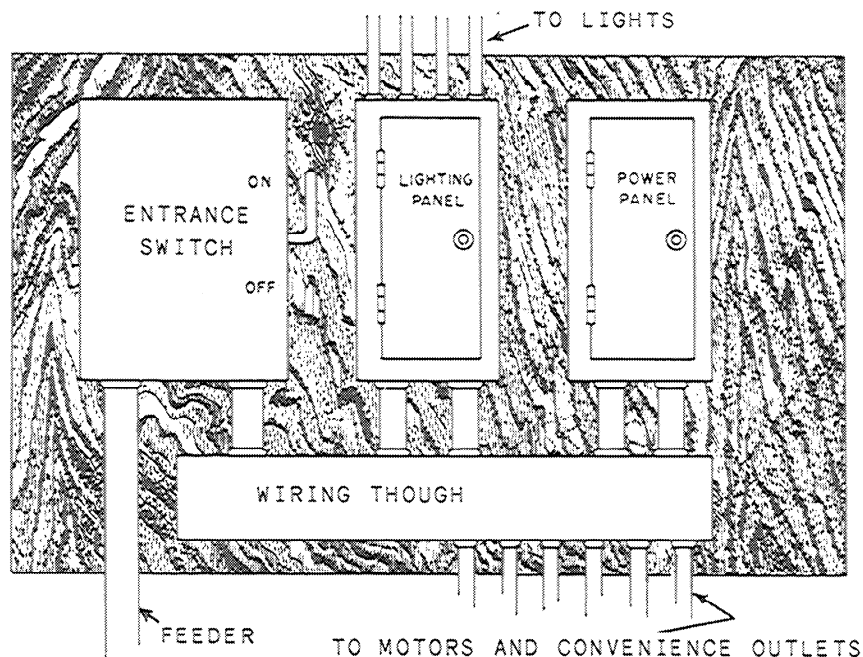 TO LIGHTS
ON
ENTRANCE
SWITCH
OFF
LIGHTING
PANEL
POWER
PANEL
WIRING THOUGH
FEEDER
TO MOTORS AND CONVENIENCE OUTLETS